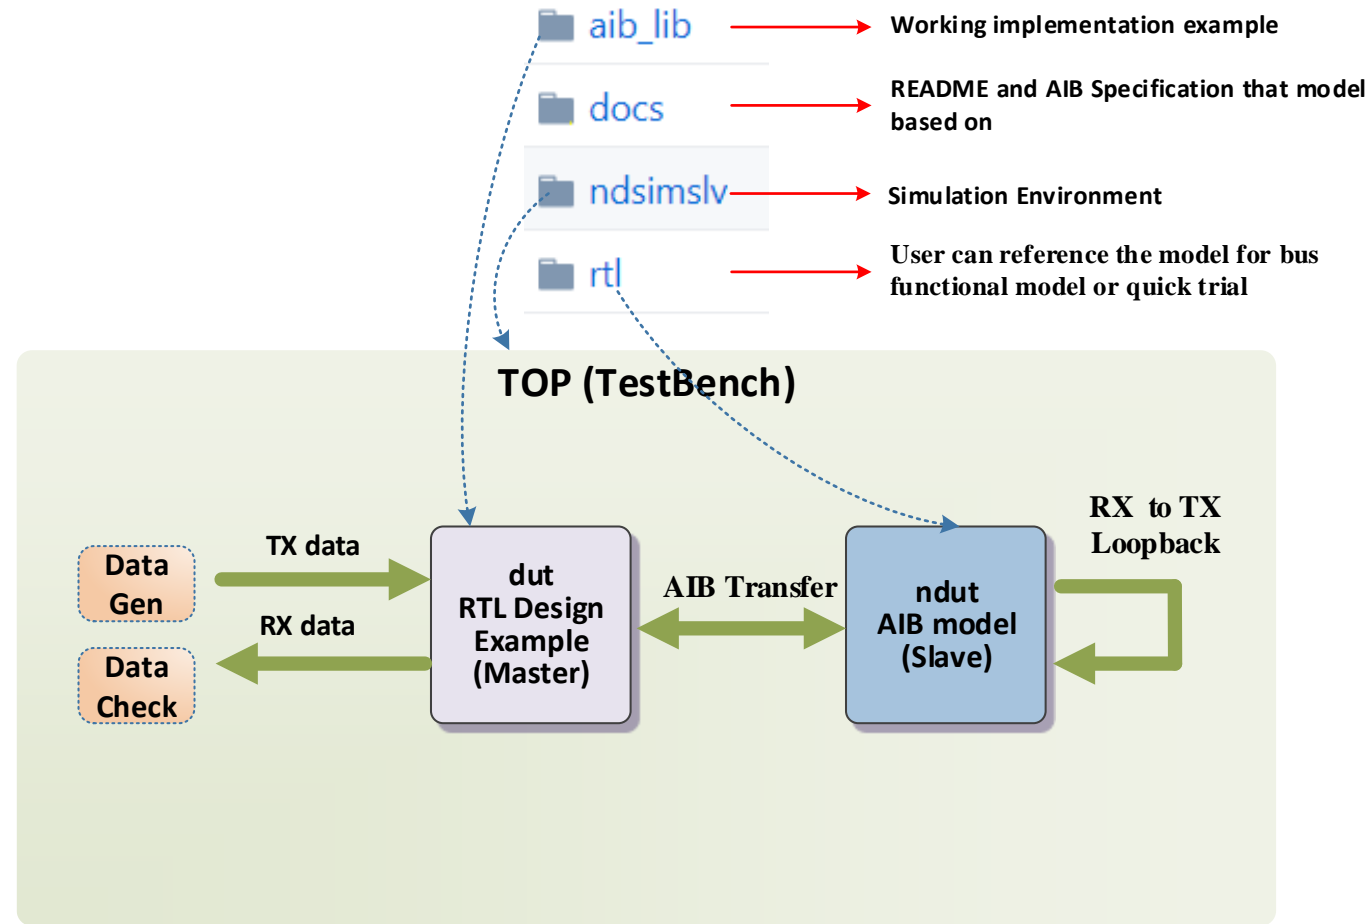 aib_lib
Working implementation example
docs
README and AIB Specification that model
based on
ndsimslv
Simulation Environment
rtl
User can reference the model for bus
functional model or quick trial
TOP (TestBench)
Data
Gen
TX data
RX data
Data
Check
dut
RTL Design
Example
(Master)
AIB Transfer
ndut
AIB model
(Slave)
RX to TX
Loopback